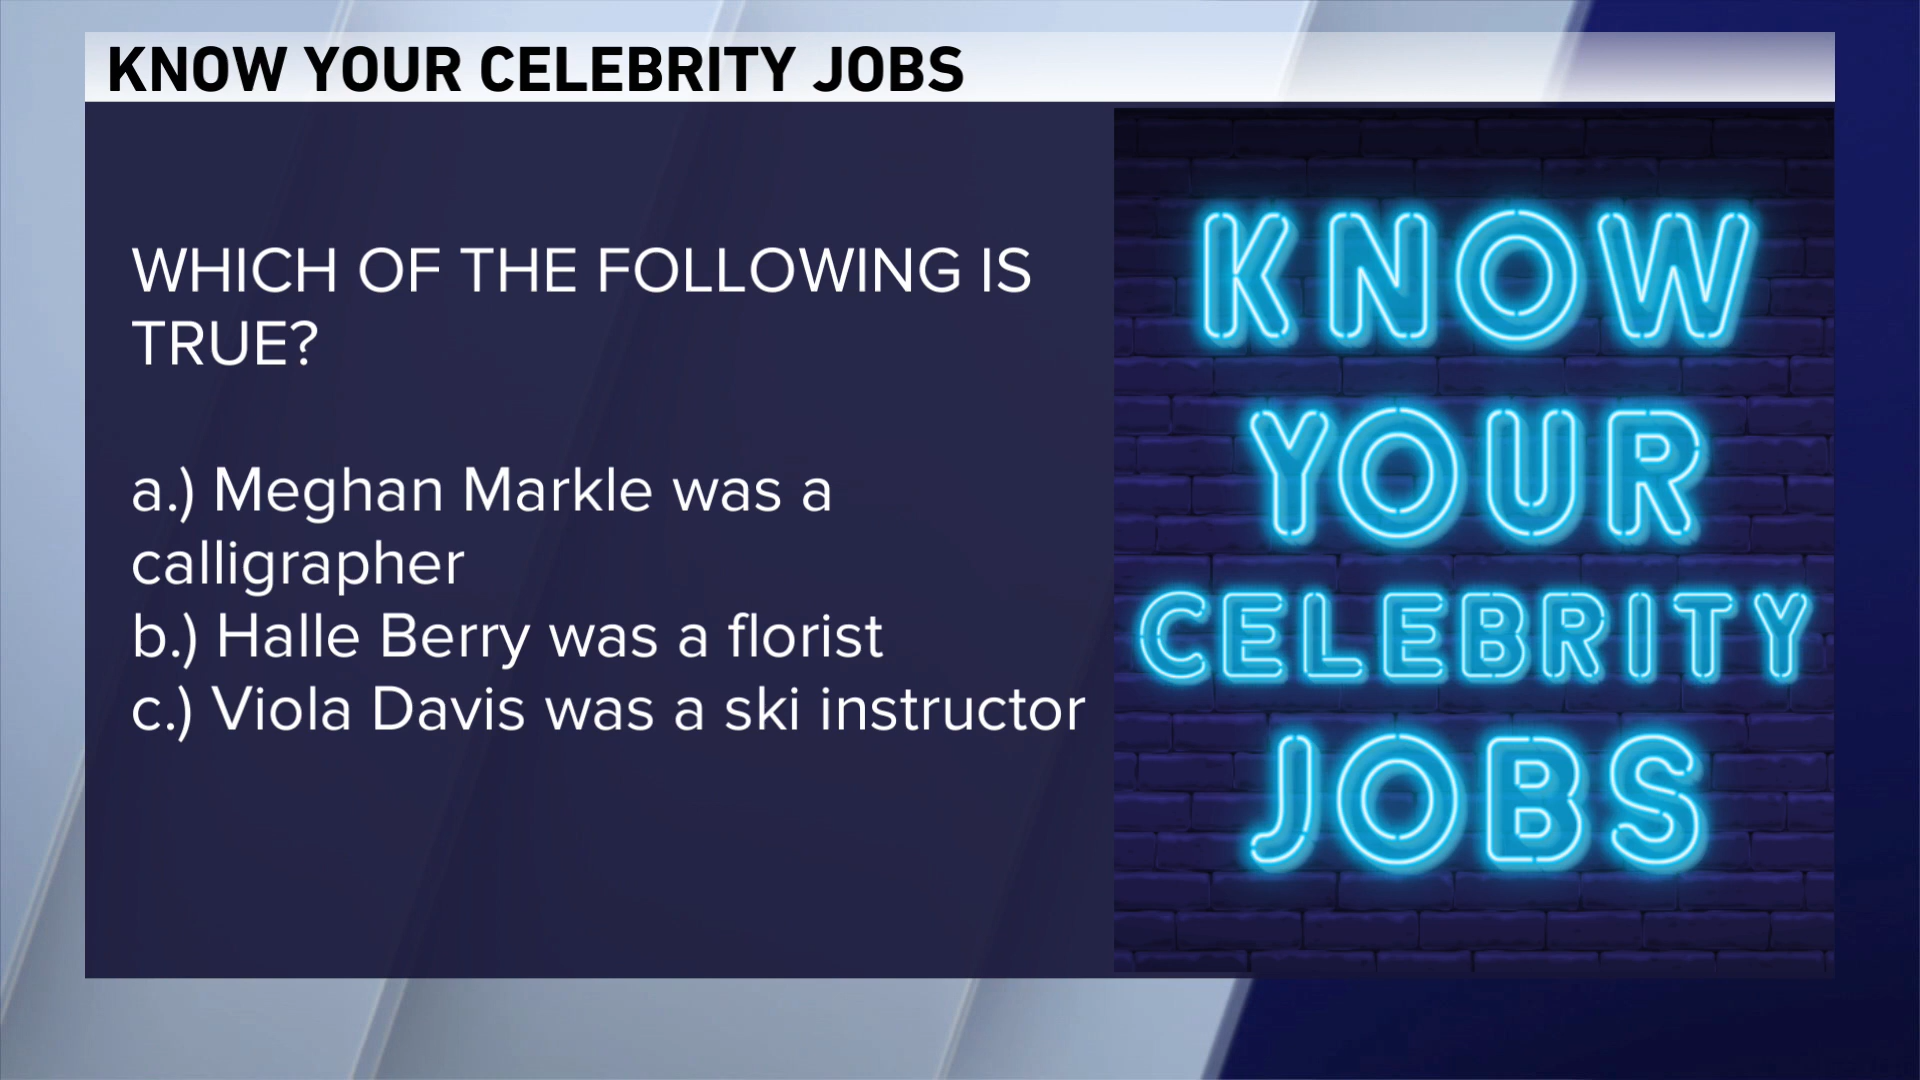 KNOW YOUR CELEBRITY JOBS
WHICH OF THE FOLLOWING IS
TRUE?
a.) Meghan Markle was a
calligrapher
b.) Halle Berry was a florist
c.) Viola Davis was a ski instructor
KNOW
YOUR
CELEBRITY
JOBS